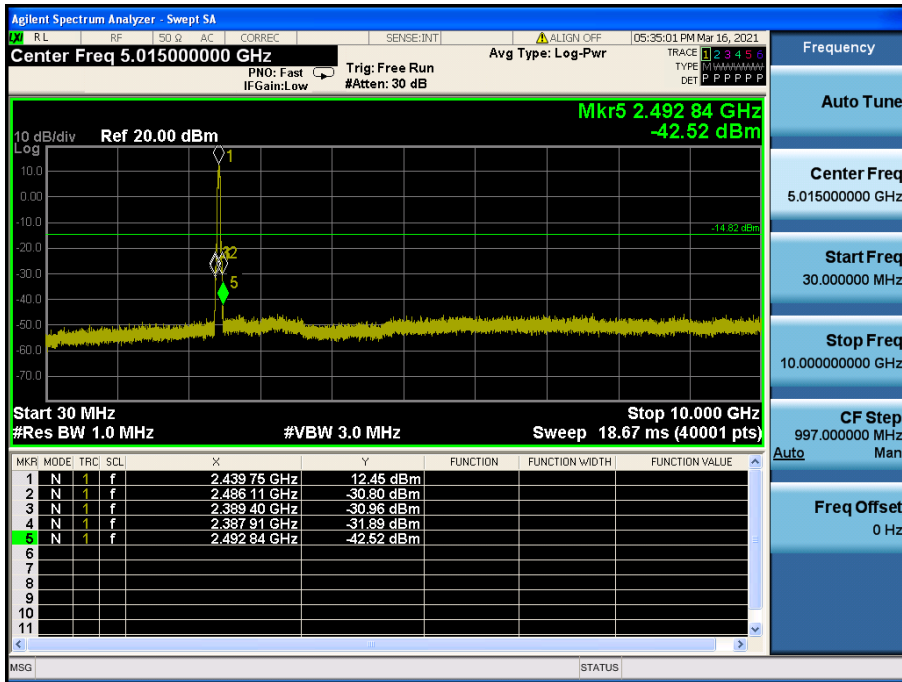 Agilent Spectrum Analyzer - Swept SA
LXI RL RF 50 Ω AC CORREC SENSE:INT ALIGN OFF 05:35:01 PM Mar 16, 2021
Center Freq 5.015000000 GHz
PNO: Fast
IFGain:Low
Trig: Free Run
#Atten: 30 dB
Avg Type: Log-Pwr
TRACE 1 2 3 4 5 6
TYPE MWWWWW
DET P P P P P P
Mkr5 2.492 84 GHz
-42.52 dBm
10 dB/div Ref 20.00 dBm
Log
10.0
0.00
-10.0
-20.0
-30.0
-40.0
-50.0
-60.0
-70.0
1
2
5
-14.82 dBm
Start 30 MHz Stop 10.000 GHz
#Res BW 1.0 MHz #VBW 3.0 MHz Sweep 18.67 ms (40001 pts)
MKR MODE TRC SCL X Y FUNCTION FUNCTION WIDTH FUNCTION VALUE
1 N 1 f 2.439 75 GHz 12.45 dBm
2 N 1 f 2.486 11 GHz -30.80 dBm
3 N 1 f 2.389 40 GHz -30.96 dBm
4 N 1 f 2.387 91 GHz -31.89 dBm
5 N 1 f 2.492 84 GHz -42.52 dBm
6
7
8
9
10
11
MSG STATUS
Frequency
Auto Tune
Center Freq
5.015000000 GHz
Start Freq
30.000000 MHz
Stop Freq
10.000000000 GHz
CF Step
997.000000 MHz
Auto Man
Freq Offset
0 Hz